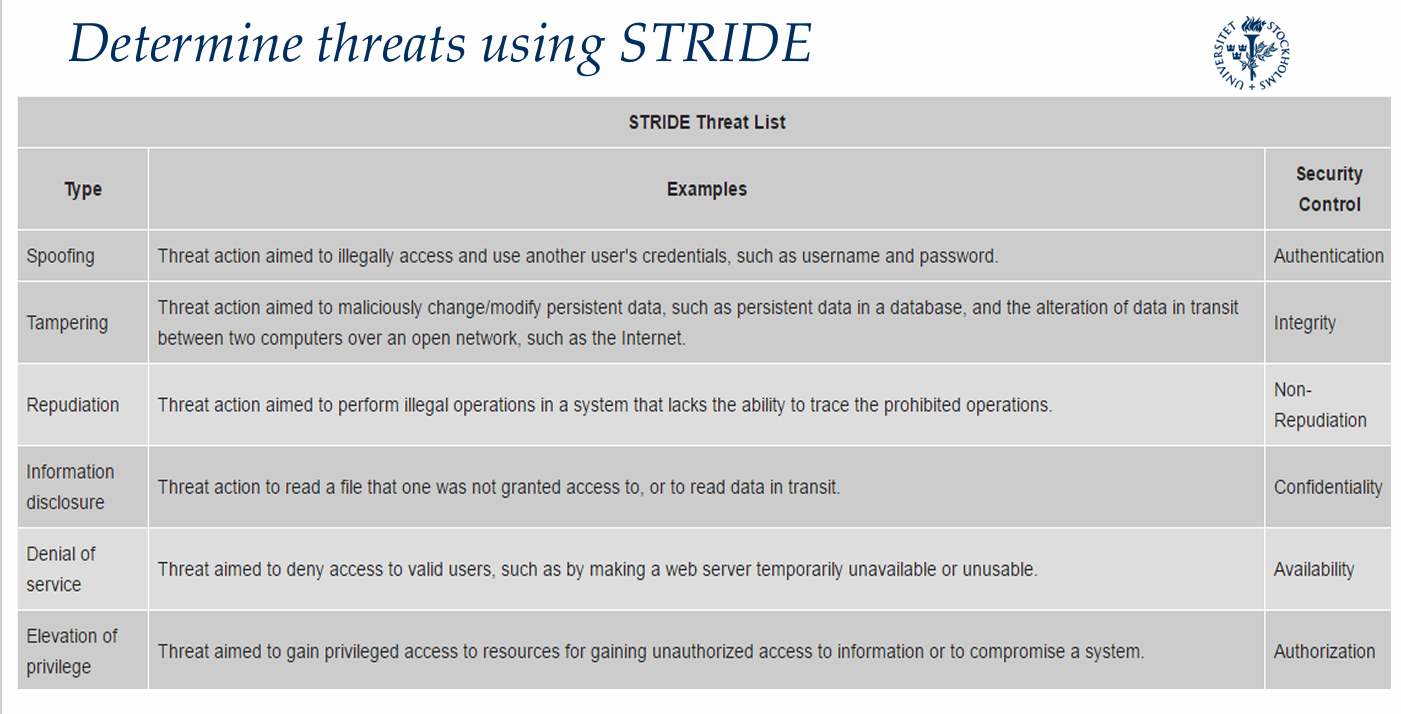 Determine threats using STRIDE
STOCKHOLMS UNIVERSITET
STRIDE Threat List
Type
Examples
Security
Control
Spoofing
Threat action aimed to illegally access and use another user's credentials, such as username and password.
Authentication
Tampering
Threat action aimed to maliciously change/modify persistent data, such as persistent data in a database, and the alteration of data in transit
between two computers over an open network, such as the Internet.
Integrity
Repudiation
Threat action aimed to perform illegal operations in a system that lacks the ability to trace the prohibited operations.
Non-
Repudiation
Information
disclosure
Threat action to read a file that one was not granted access to, or to read data in transit.
Confidentiality
Denial of
service
Threat aimed to deny access to valid users, such as by making a web server temporarily unavailable or unusable.
Availability
Elevation of
privilege
Threat aimed to gain privileged access to resources for gaining unauthorized access to information or to compromise a system.
Authorization